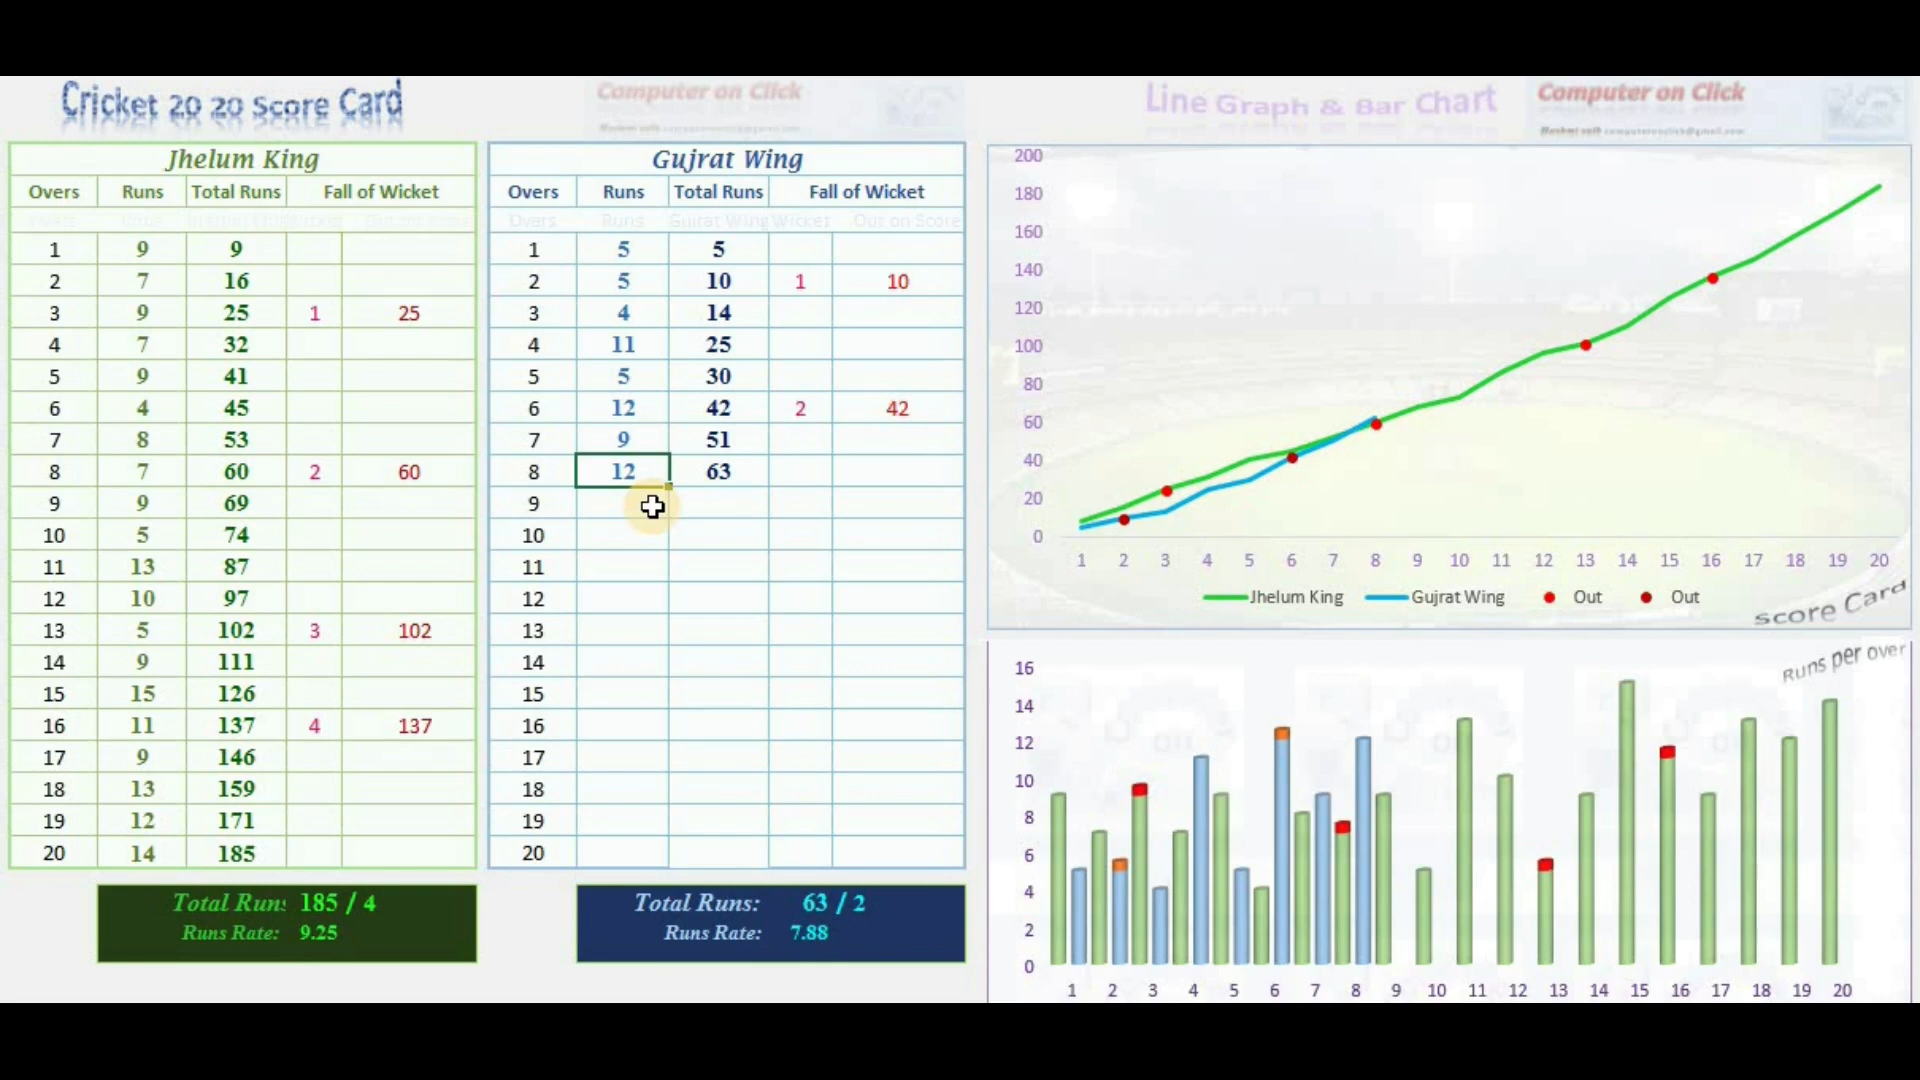 Cricket 20 20 Score Card
Computer on Click
Jhelum King
Overs Runs Total Runs Fall of Wicket
1 9 9
2 7 16
3 9 25 1 25
4 7 32
5 9 41
6 4 45
7 8 53
8 7 60 2 60
9 9 69
10 5 74
11 13 87
12 10 97
13 5 102 3 102
14 9 111
15 15 126
16 11 137 4 137
17 9 146
18 13 159
19 12 171
20 14 185
Total Runs 185 / 4
Runs Rate: 9.25
Gujrat Wing
Overs Runs Total Runs Fall of Wicket
Overs Runs Gujrat Wing Wicket Out on Score
1 5 5
2 5 10 1 10
3 4 14
4 11 25
5 5 30
6 12 42 2 42
7 9 51
8 12 63
9
10
11
12
13
14
15
16
17
18
19
20
Total Runs: 63 / 2
Runs Rate: 7.88
Line Graph & Bar Chart
Computer on Click
200
180
160
140
120
100
80
60
40
20
0
1 2 3 4 5 6 7 8 9 10 11 12 13 14 15 16 17 18 19 20
Jhelum King Gujrat Wing Out Out
Score Card
Runs per over
16
14
12
10
8
6
4
2
0
1 2 3 4 5 6 7 8 9 10 11 12 13 14 15 16 17 18 19 20